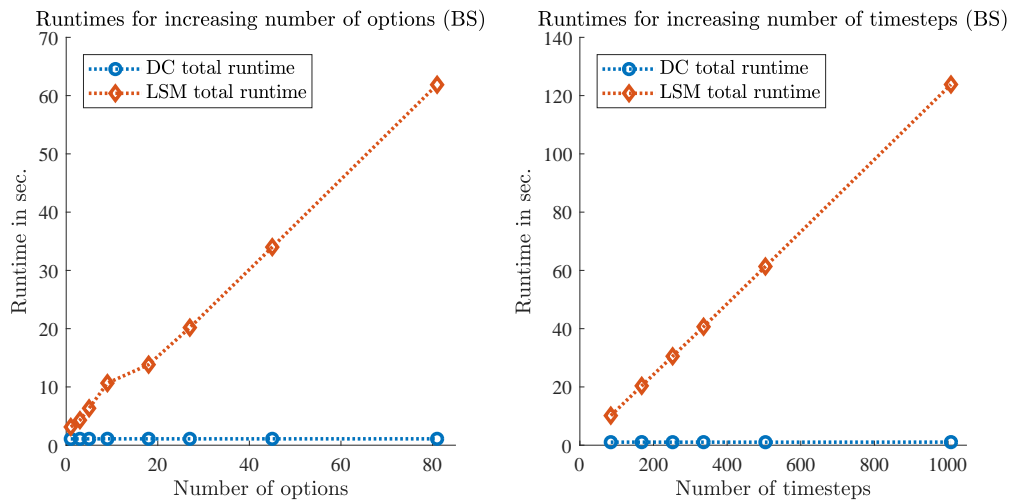 Runtimes for increasing number of options (BS)
70
60
50
40
30
20
10
0
Runtime in sec.
DC total runtime
LSM total runtime
0 20 40 60 80
Number of options
Runtimes for increasing number of timesteps (BS)
140
120
100
80
60
40
20
0
Runtime in sec.
DC total runtime
LSM total runtime
0 200 400 600 800 1000
Number of timesteps